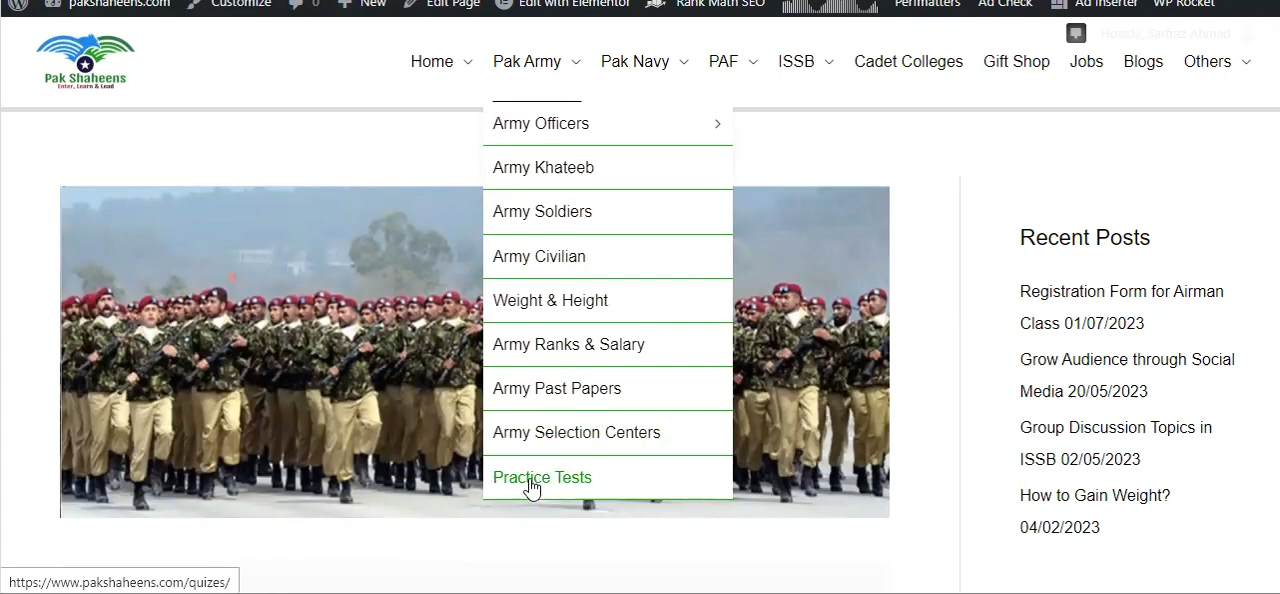 pakshaheens.com Customize 0 New Edit Page Edit with Elementor Rank Math SEO Perimatters Ad Check Ad Inserter WP Rocket
Howdy, Sarfraz Ahmad
Pak Shaheens
Enter, Learn & Lead
Home Pak Army Pak Navy PAF ISSB Cadet Colleges Gift Shop Jobs Blogs Others
Army Officers
Army Khateeb
Army Soldiers
Army Civilian
Weight & Height
Army Ranks & Salary
Army Past Papers
Army Selection Centers
Practice Tests
Recent Posts
Registration Form for Airman
Class 01/07/2023
Grow Audience through Social
Media 20/05/2023
Group Discussion Topics in
ISSB 02/05/2023
How to Gain Weight?
04/02/2023
https://www.pakshaheens.com/quizes/